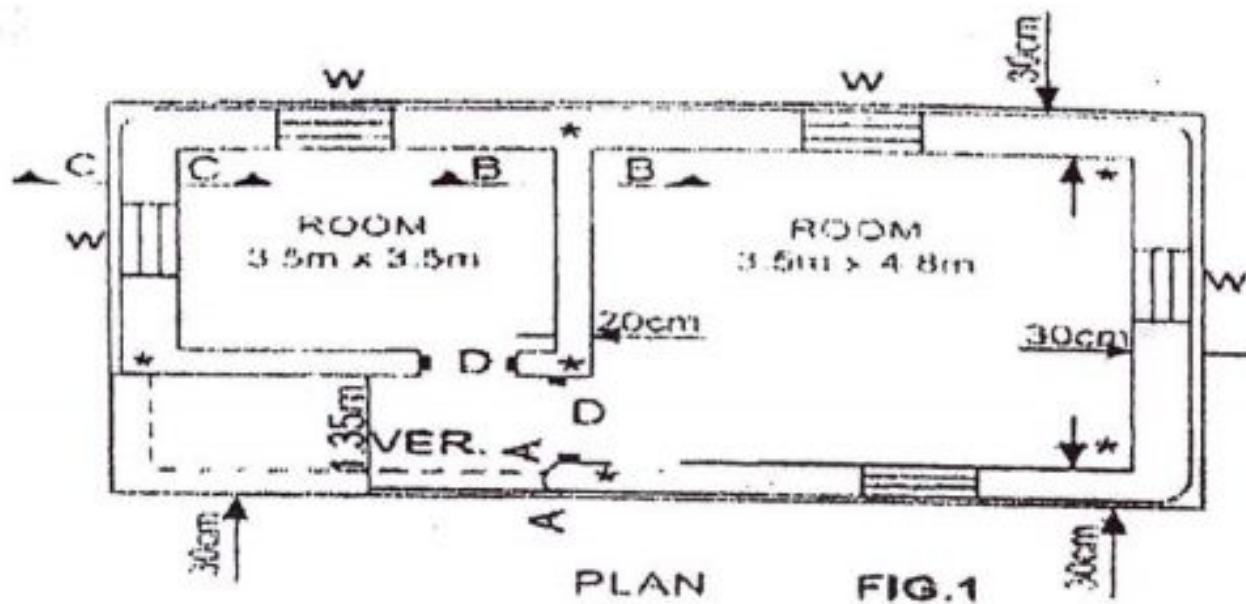 30cm
W W
C C B B
W
ROOM
3.5m x 3.5m
ROOM
3.5m x 4.8m
W
20cm
30cm
D
D
1.35m
VER. A
A
30cm
30cm
PLAN FIG.1